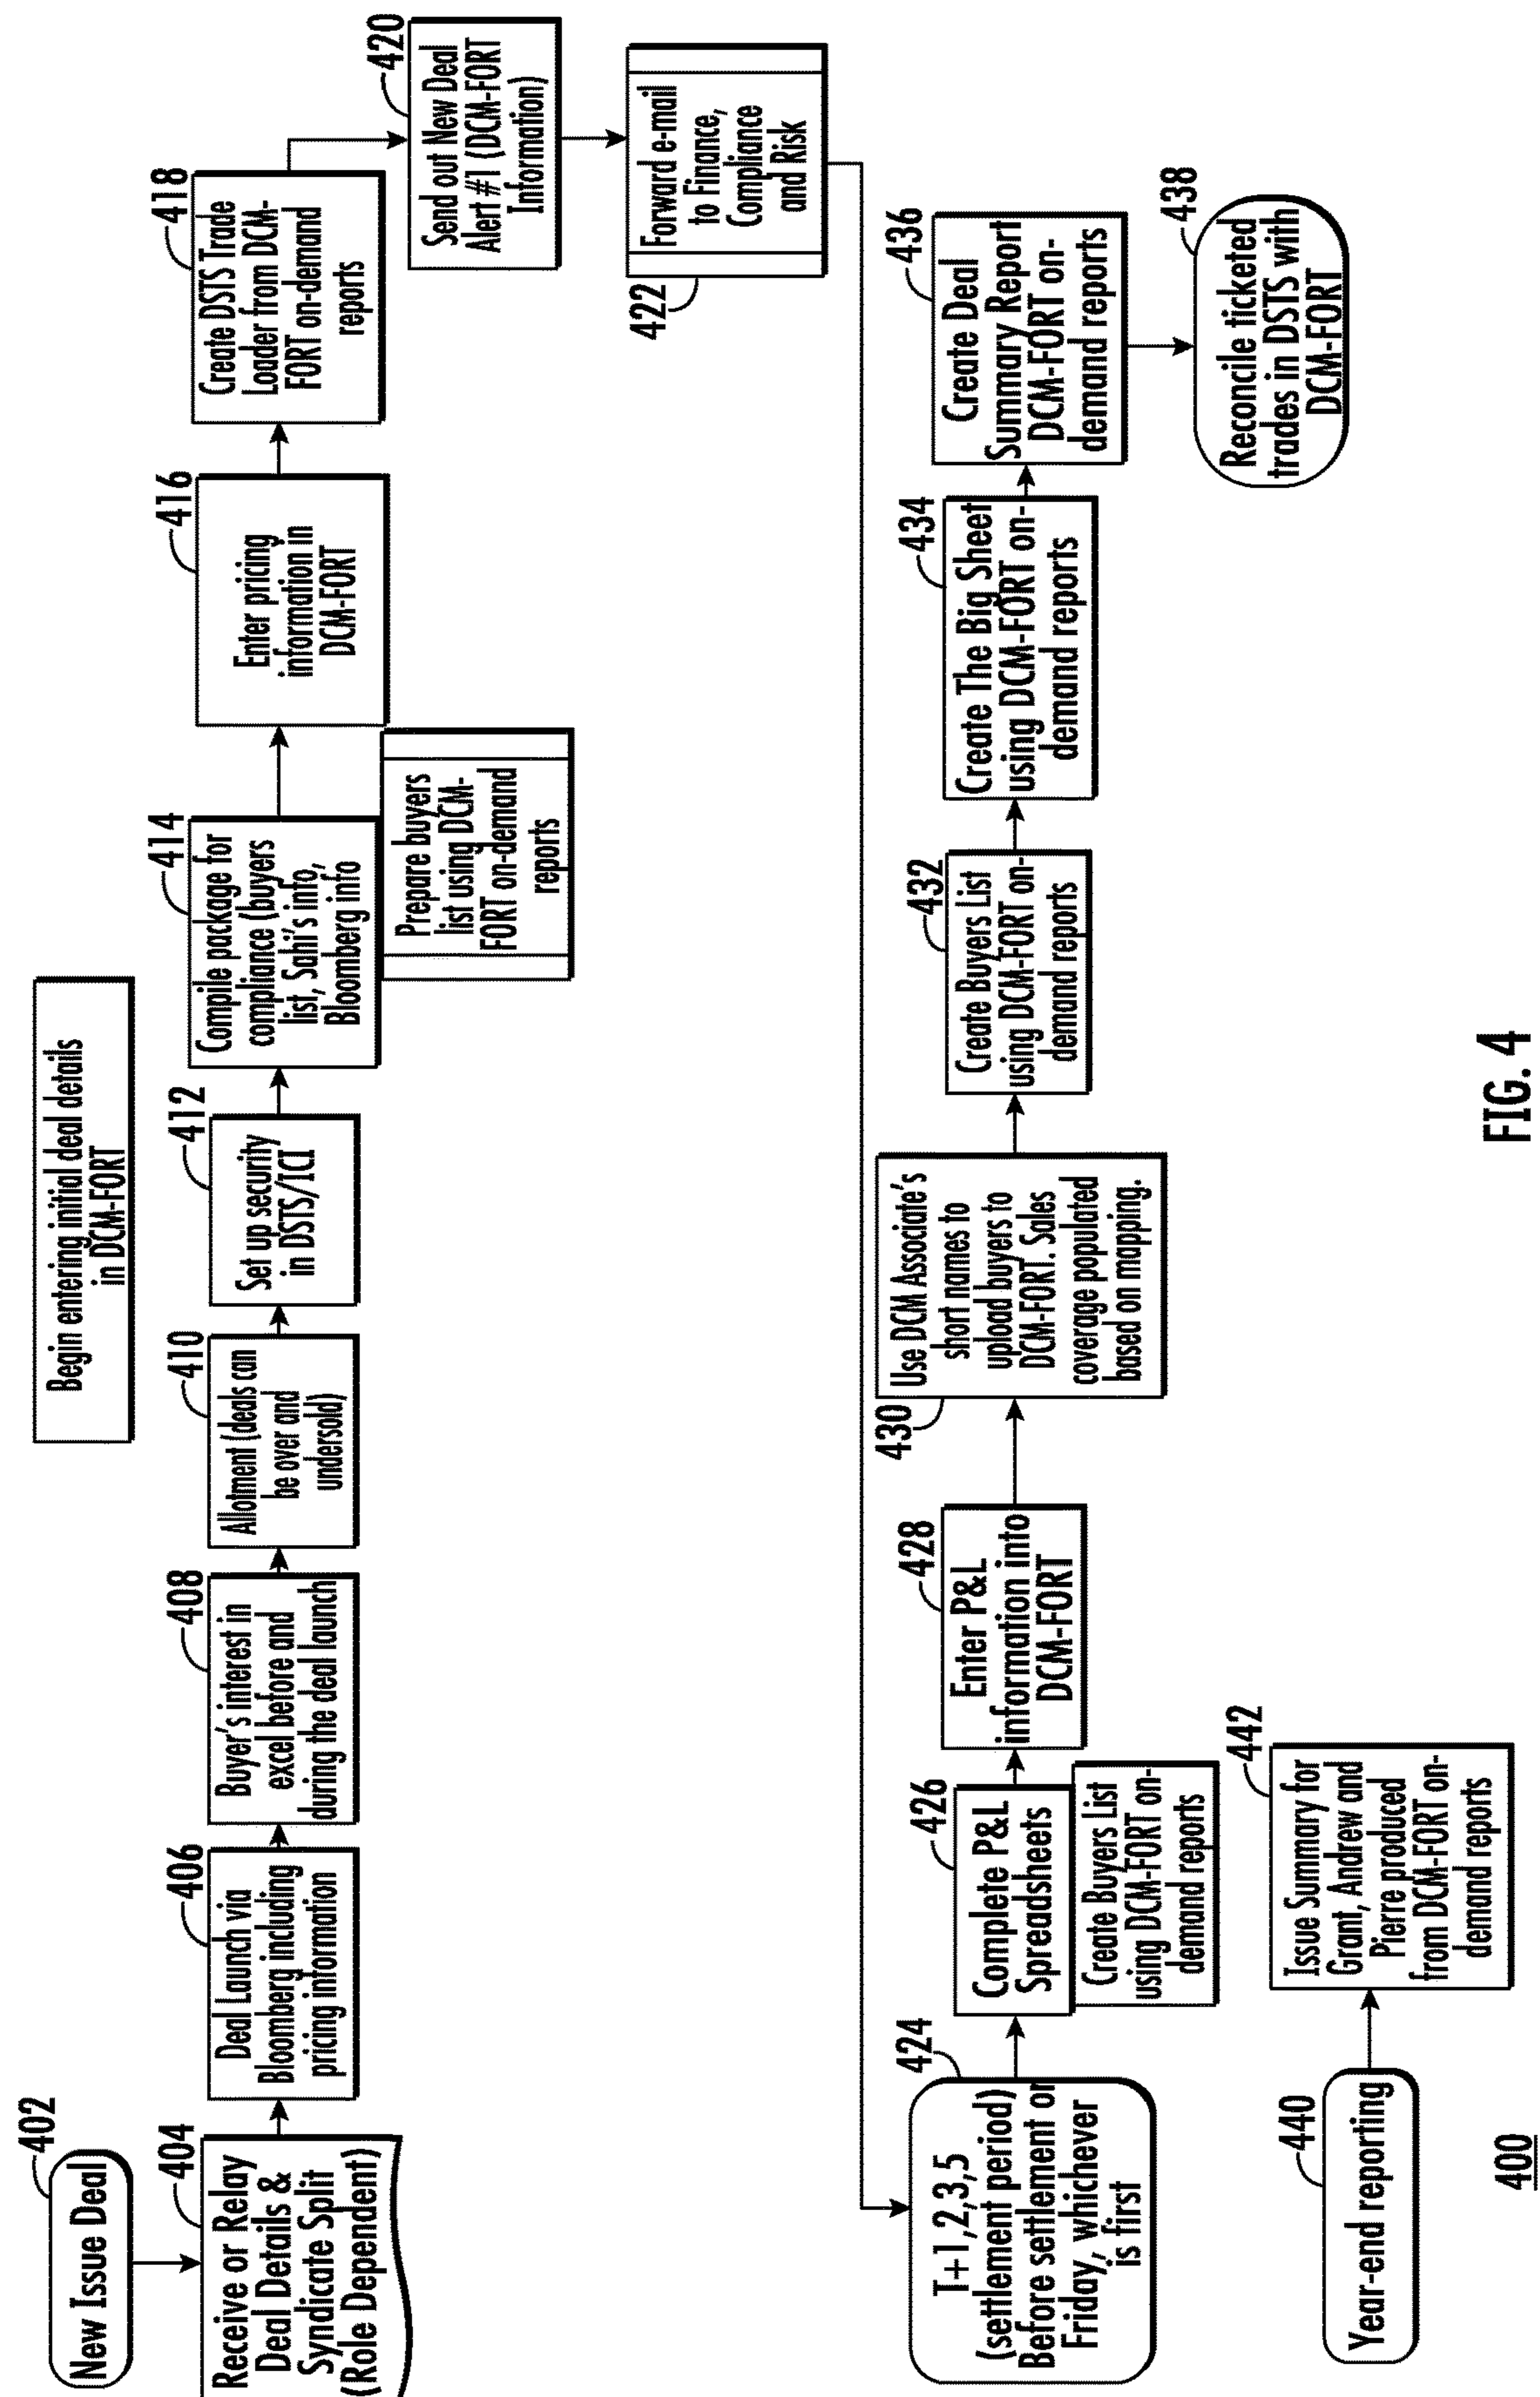 402
New Issue Deal
404
Receive or Relay
Deal Details &
Syndicate Split
(Role Dependent)
406
Deal Launch via
Bloomberg including
pricing information
408
Buyer's interest in
excel before and
during the deal launch
410
Allotment (deals can
be over and
undersold)
Begin entering initial deal details
in DCM-FORT
412
Set up security
in DSTS/ICI
414
Compile package for
compliance (buyers
list, Sahi's into,
Bloomberg info
Prepare buyers
list using DCM-
FORT on-demand
reports
416
Enter pricing
information in
DCM-FORT
418
Create DSTS Trade
Loader from DCM-
FORT on-demand
reports
420
Send out New Deal
Alert #1 (DCM-FORT
Information)
422
Forward e-mail
to Finance,
Compliance
and Risk
424
T+1,2,3,5
(settlement period)
Before settlement or
Friday, whichever
is first
426
Complete P&L
Spreadsheets
Create Buyers List
using DCM-FORT on-
demand reports
428
Enter P&L
information into
DCM-FORT
430
Use DCM Associate's
short names to
upload buyers to
DCM-FORT. Sales
coverage populated
based on mapping.
432
Create Buyers List
using DCM-FORT on-
demand reports
434
Create The Big Sheet
using DCM-FORT on-
demand reports
436
Create Deal
Summary Report
DCM-FORT on-
demand reports
438
Reconcile ticketed
trades in DSTS with
DCM-FORT
440
Year-end reporting
442
Issue Summary for
Grant, Andrew and
Pierre produced
from DCM-FORT on-
demand reports
400
FIG. 4